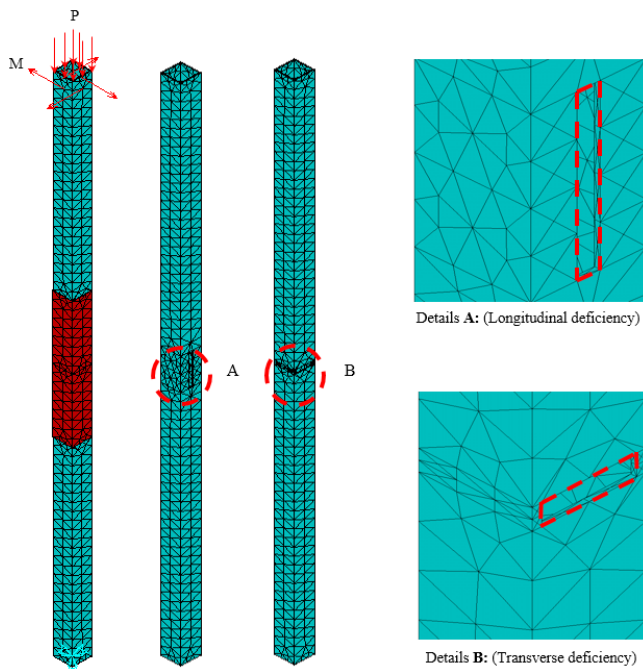 P
M
A
B
Details A: (Longitudinal deficiency)
Details B: (Transverse deficiency)